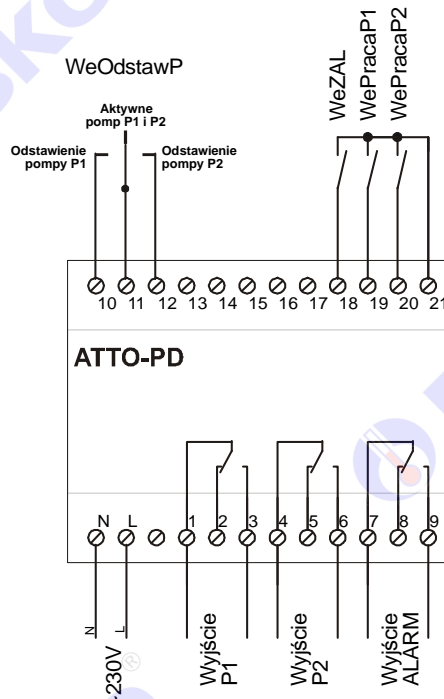 WeOdstawP
Aktywne
pomp P1 i P2
Odstawienie
pompy P1
Odstawienie
pompy P2
WeZAL
WePracaP1
WePracaP2
10 11 12 13 14 15 16 17 18 19 20 21
ATTO-PD
N L 1 2 3 4 5 6 7 8 9
N L
~230V
Wyjście
P1
Wyjście
P2
Wyjście
ALARM
®